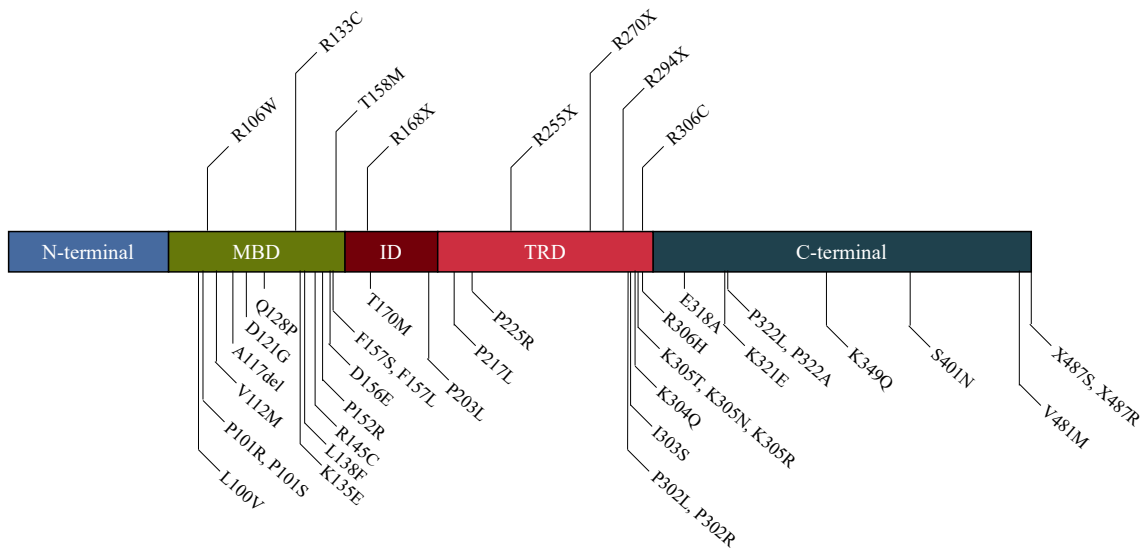 R133C
R270X
R294X
T158M
R106W
R168X
R255X
R306C
N-terminal
MBD
ID
TRD
C-terminal
L100V
P101R, P101S
V112M
A117del
D121G
Q128P
K135E
L138F
R145C
P152R
D156E
F157S, F157L
T170M
P203L
P217L
P225R
P302L, P302R
I303S
K304Q
K305T, K305N, K305R
R306H
E318A
K321E
P322L, P322A
K349Q
S401N
V481M
X487S, X487R